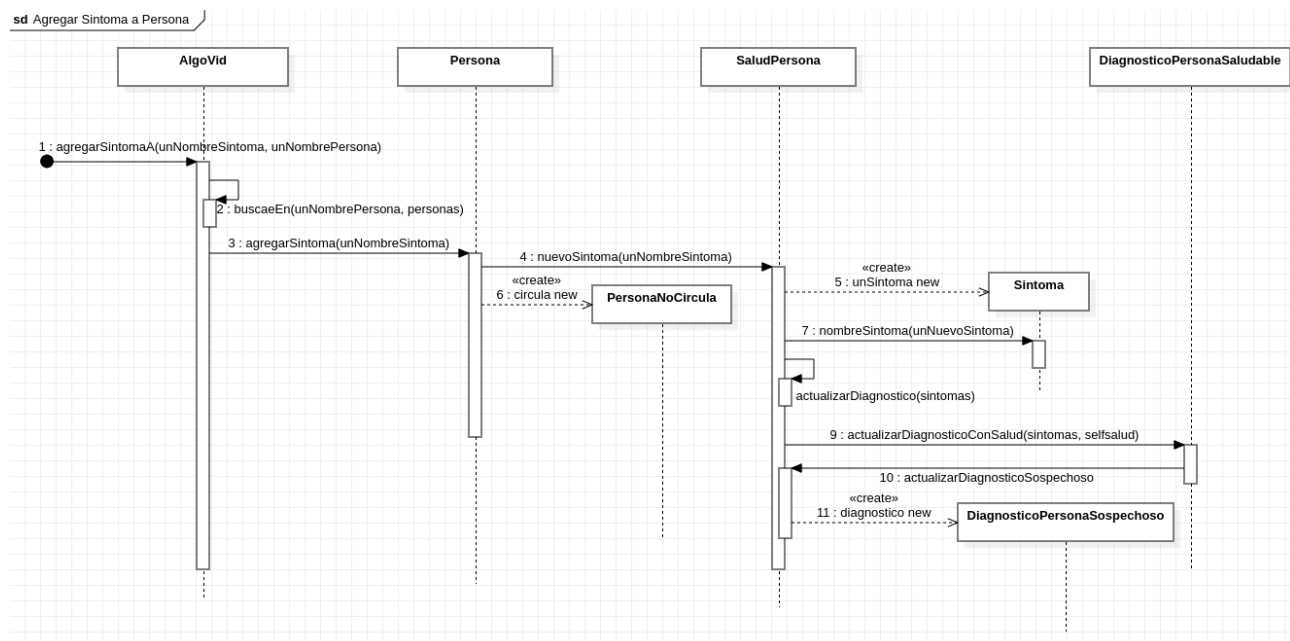 sd Agregar Sintoma a Persona
AlgoVid
Persona
SaludPersona
DiagnosticoPersonaSaludable
1 : agregarSintomaA(unNombreSintoma, unNombrePersona)
2 : buscaeEn(unNombrePersona, personas)
3 : agregarSintoma(unNombreSintoma)
4 : nuevoSintoma(unNombreSintoma)
«create»
5 : unSintoma new
Sintoma
«create»
6 : circula new
PersonaNoCircula
7 : nombreSintoma(unNuevoSintoma)
actualizarDiagnostico(sintomas)
9 : actualizarDiagnosticoConSalud(sintomas, selfsalud)
10 : actualizarDiagnosticoSospechoso
«create»
11 : diagnostico new
DiagnosticoPersonaSospechoso